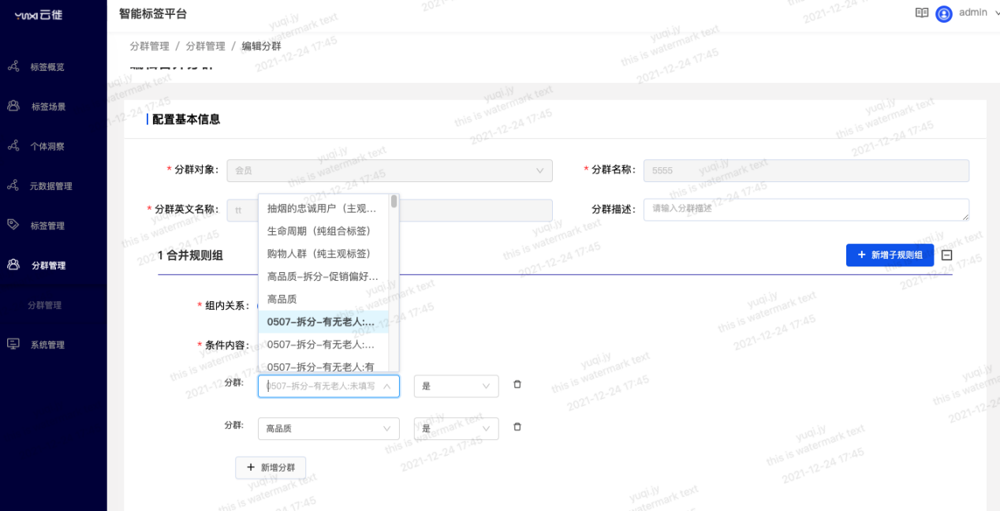 yunxi云徙
智能标签平台
admin
分群管理 / 分群管理 / 编辑分群
标签概览
标签场景
个体洞察
元数据管理
标签管理
分群管理
分群管理
系统管理
配置基本信息
* 分群对象: 会员
* 分群名称: 5555
* 分群英文名称: tt
分群描述: 请输入分群描述
1 合并规则组
+ 新增子规则组
* 组内关系:
* 条件内容:
抽烟的忠诚用户（主观...
生命周期（纯组合标签）
购物人群（纯主观标签）
高品质-拆分-促销偏好...
高品质
0507-拆分-有无老人:...
0507-拆分-有无老人:...
0507-拆分-有无老人:有
分群: 0507-拆分-有无老人:未填写 是
分群: 高品质 是
+ 新增分群
yuqi.jy
this is watermark text
2021-12-24 17:45